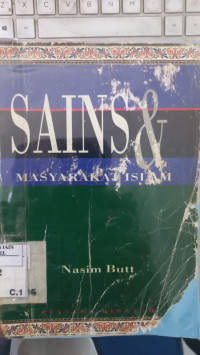 SAINS &
MASYARAKAT ISLAM
Nasim Butt
C.1